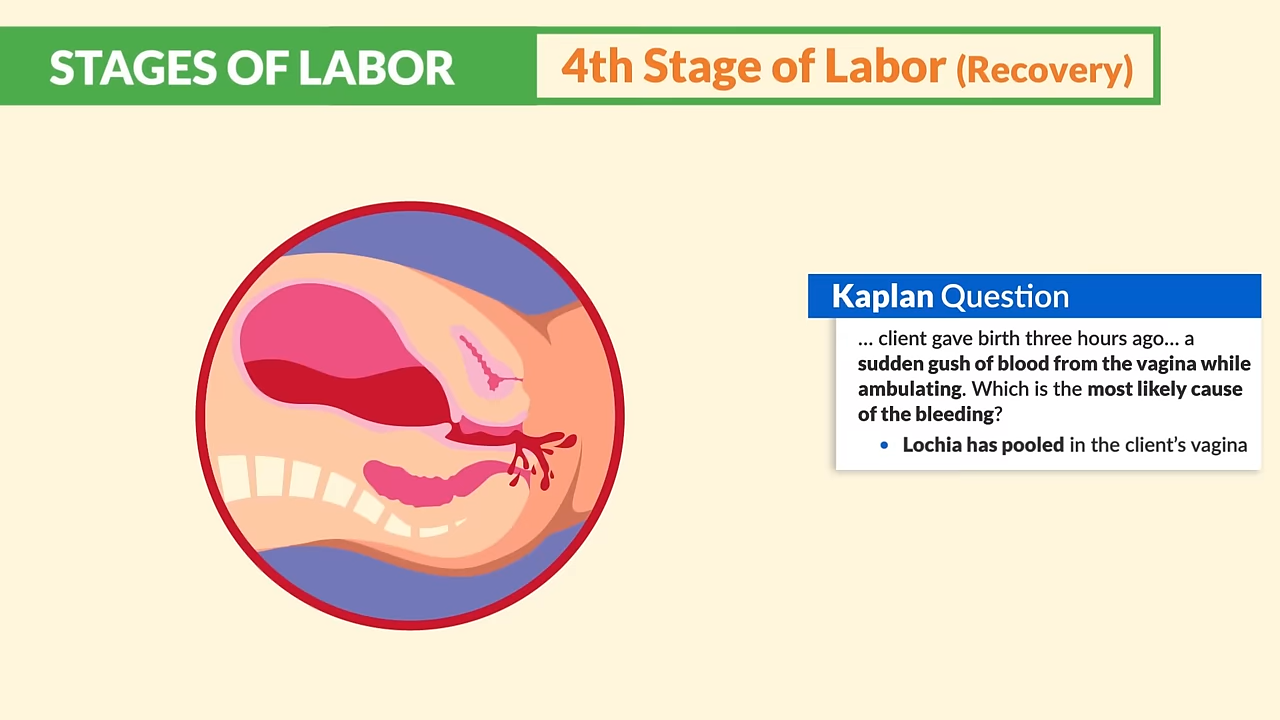 STAGES OF LABOR
4th Stage of Labor (Recovery)
Kaplan Question
... client gave birth three hours ago... a
sudden gush of blood from the vagina while
ambulating. Which is the most likely cause
of the bleeding?
• Lochia has pooled in the client's vagina